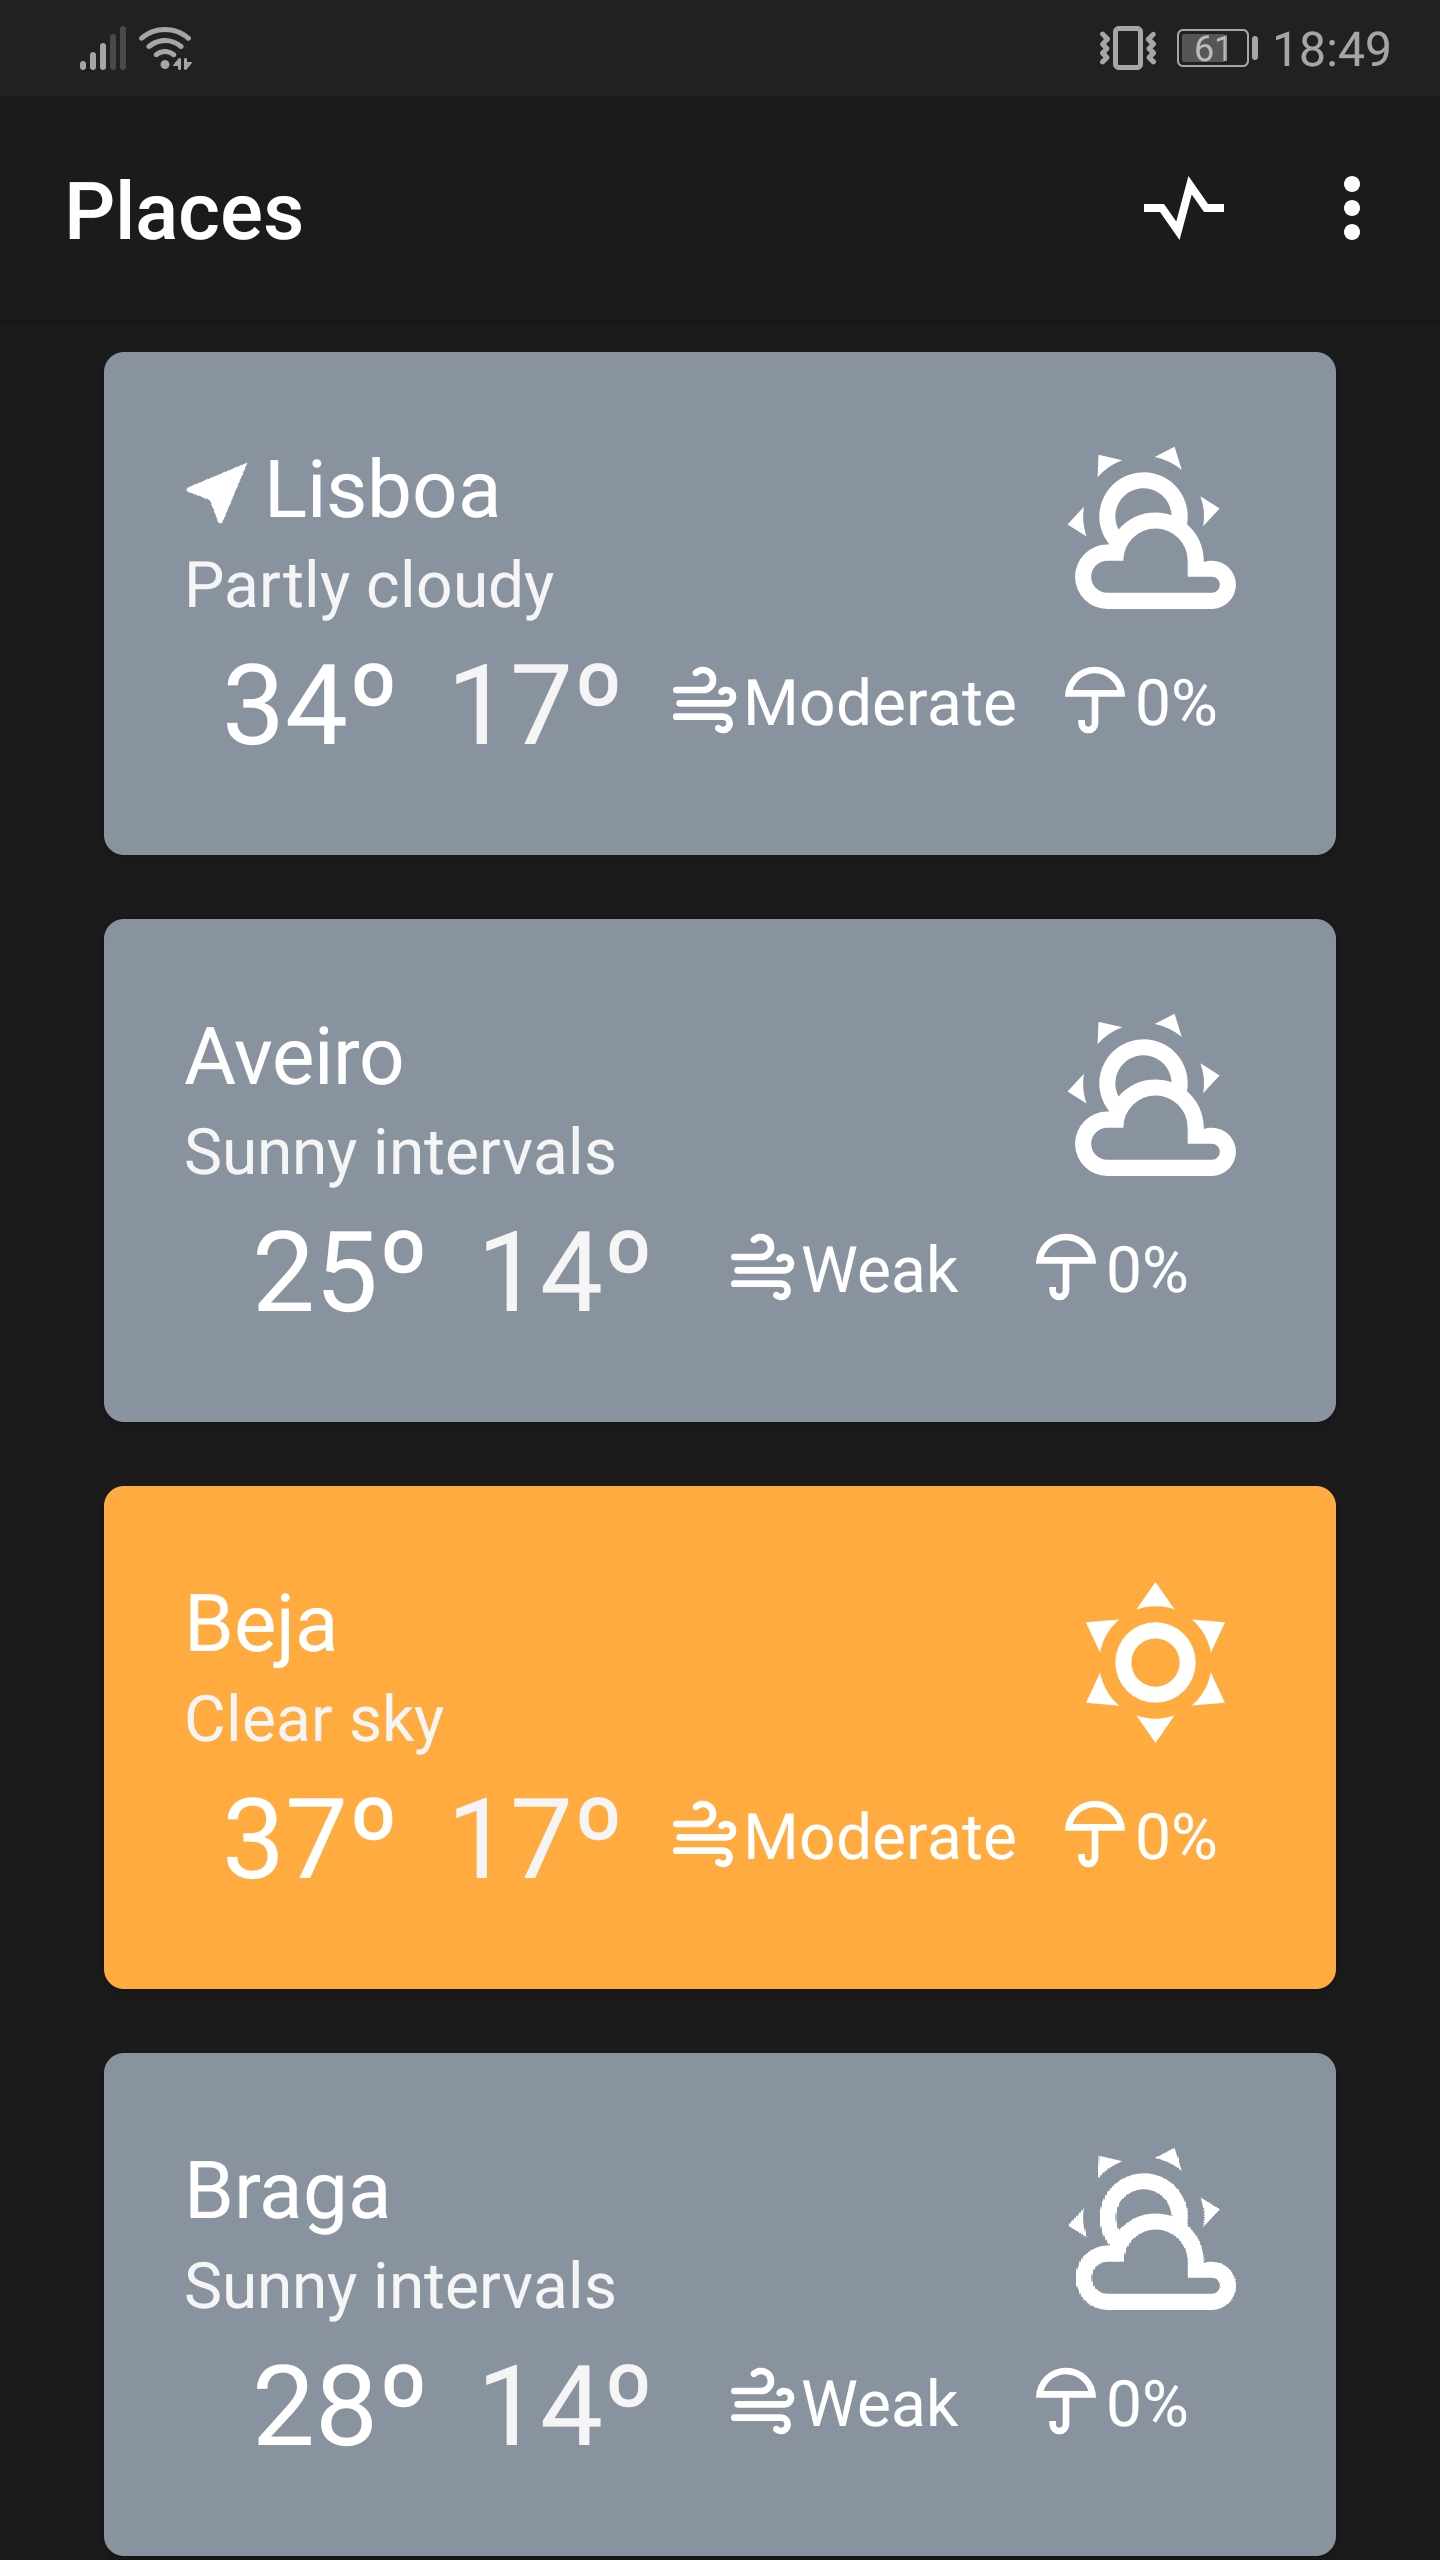 61 18:49
Places
Lisboa
Partly cloudy
34º 17º Moderate 0%
Aveiro
Sunny intervals
25º 14º Weak 0%
Beja
Clear sky
37º 17º Moderate 0%
Braga
Sunny intervals
28º 14º Weak 0%